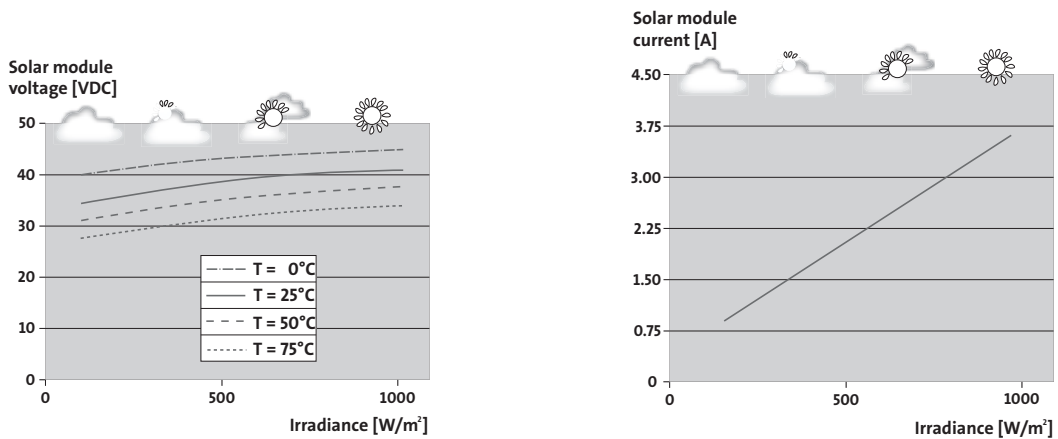 Solar module
voltage [VDC]
50
40
30
20
10
0
T = 0°C
T = 25°C
T = 50°C
T = 75°C
0
500
1000
Irradiance [W/m²]
Solar module
current [A]
4.50
3.75
3.00
2.25
1.50
0.75
0
0
500
1000
Irradiance [W/m²]